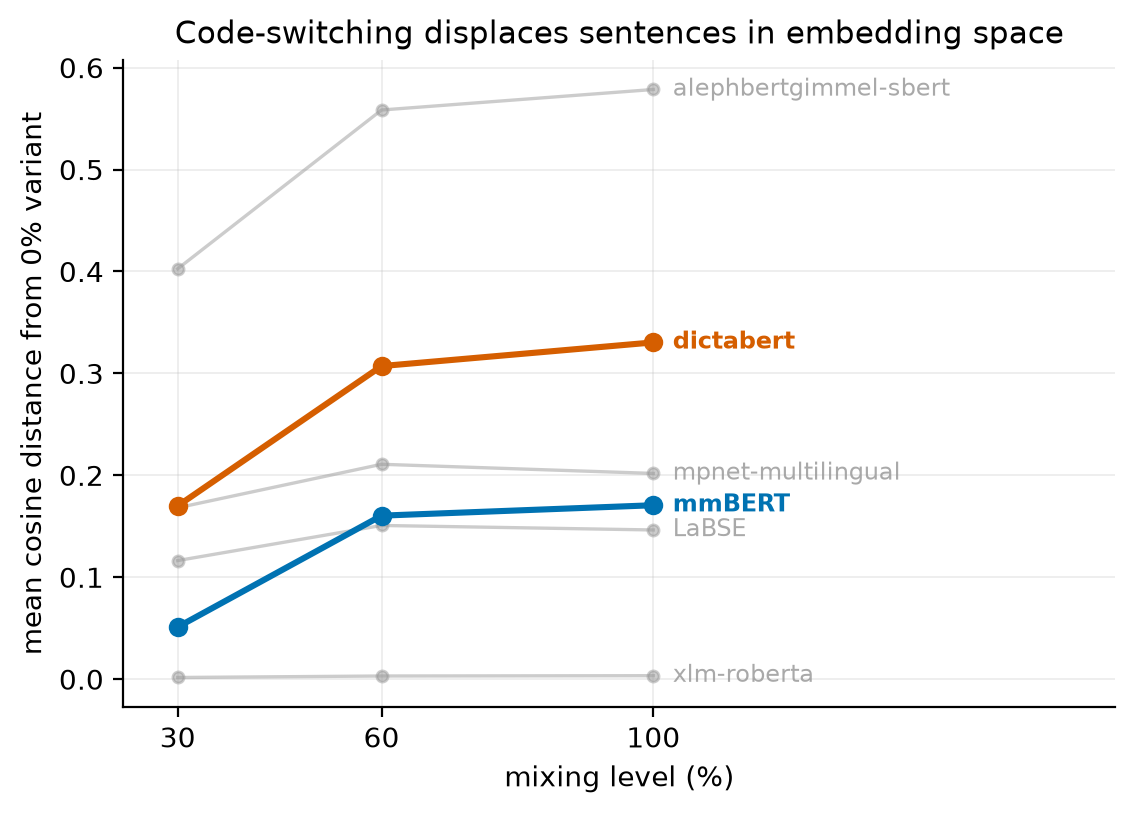 Code-switching displaces sentences in embedding space
mean cosine distance from 0% variant
0.6
0.5
0.4
0.3
0.2
0.1
0.0
alephbertgimmel-sbert
dictabert
mpnet-multilingual
mmBERT
LaBSE
xlm-roberta
30 60 100
mixing level (%)